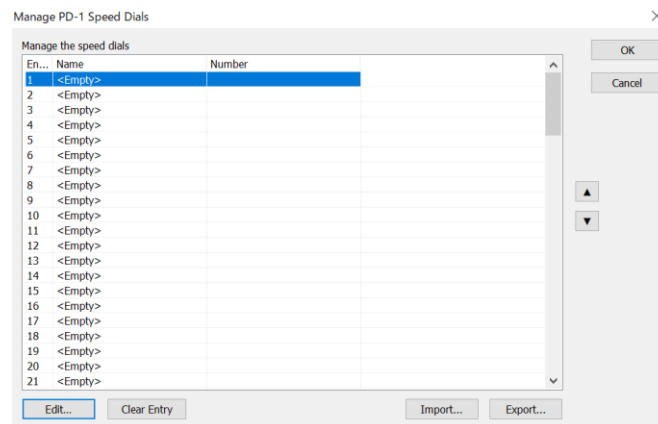 Manage PD-1 Speed Dials
Manage the speed dials
En... Name Number
1 <Empty>
2 <Empty>
3 <Empty>
4 <Empty>
5 <Empty>
6 <Empty>
7 <Empty>
8 <Empty>
9 <Empty>
10 <Empty>
11 <Empty>
12 <Empty>
13 <Empty>
14 <Empty>
15 <Empty>
16 <Empty>
17 <Empty>
18 <Empty>
19 <Empty>
20 <Empty>
21 <Empty>
OK
Cancel
Edit... Clear Entry Import... Export...